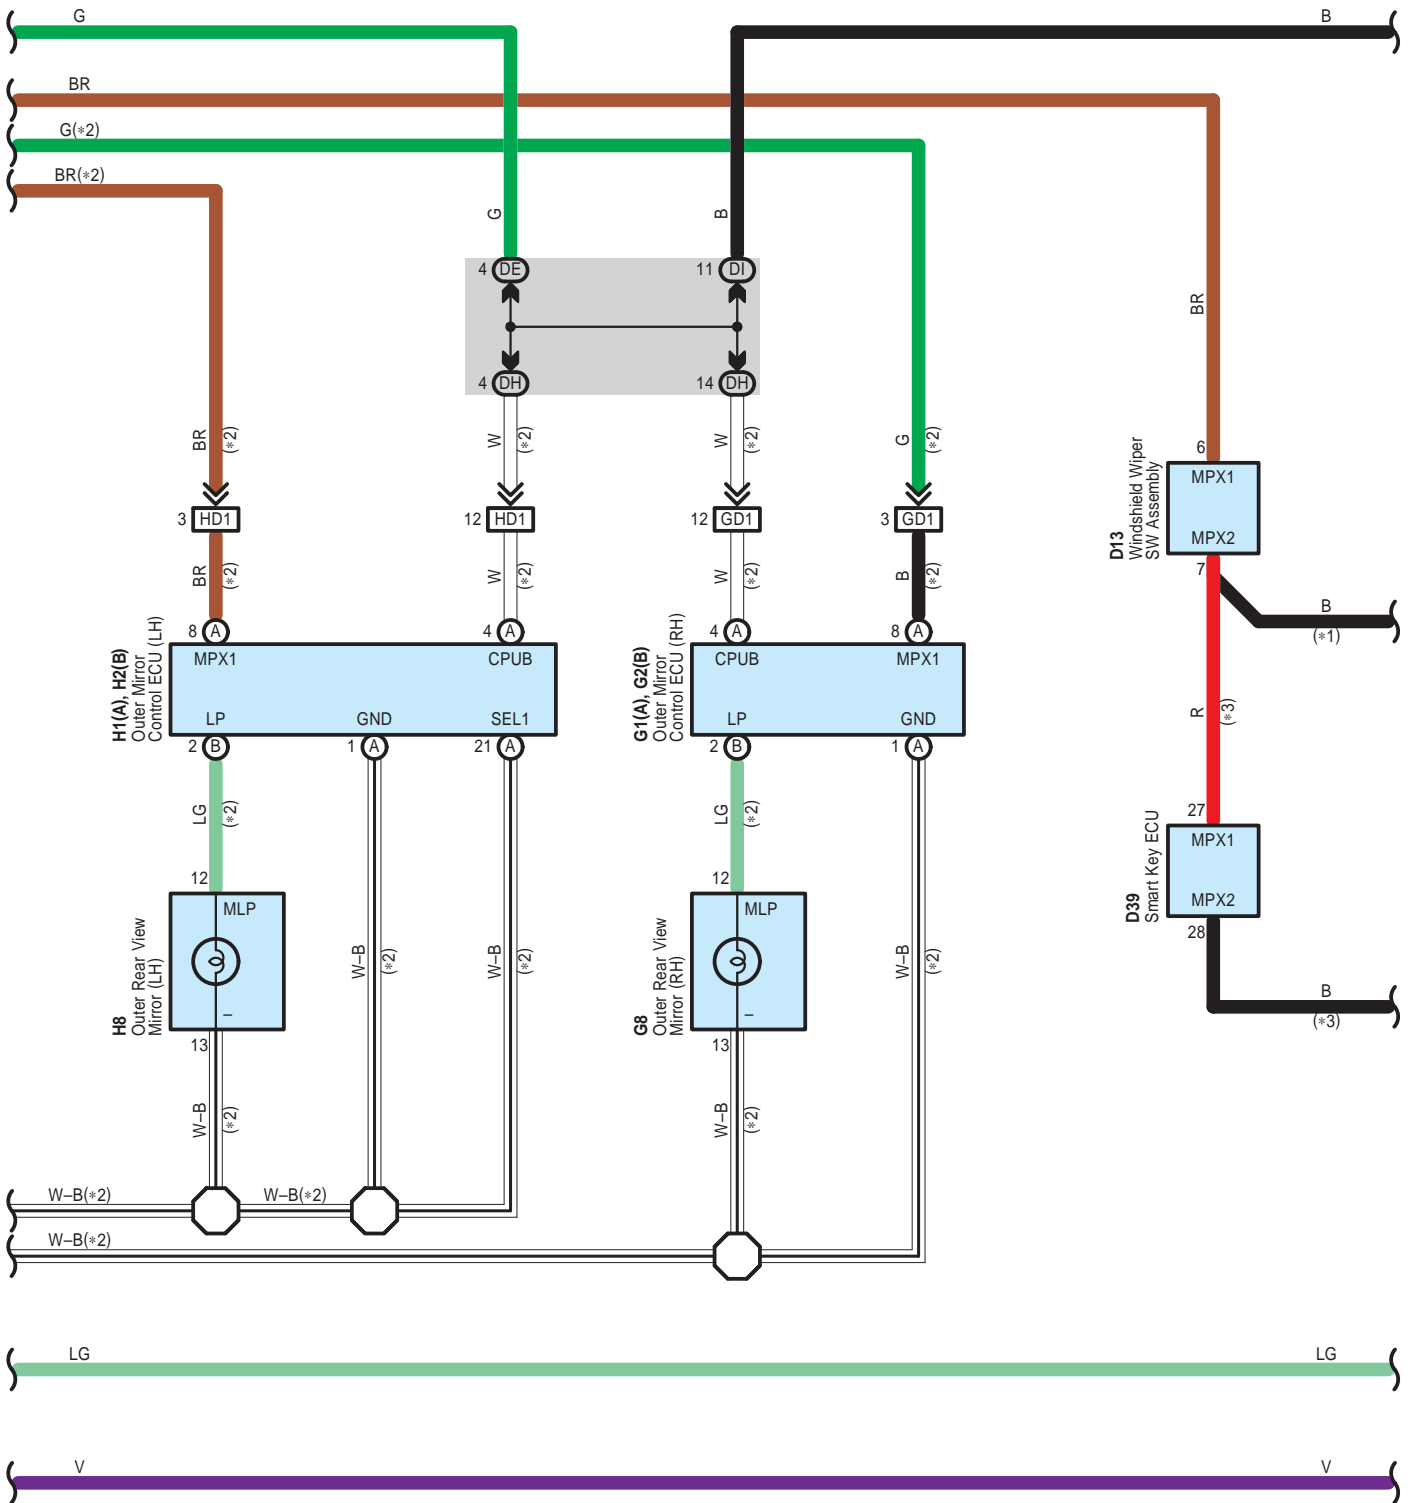 G
B
BR
G(*2)
BR(*2)
G
B
4 DE
11 DI
BR
4 DH
14 DH
BR (*2)
W (*2)
W (*2)
G (*2)
6
MPX1
MPX2
7
D13
Windshield Wiper
SW Assembly
3 HD1
12 HD1
12 GD1
3 GD1
BR (*2)
W (*2)
W (*2)
B (*2)
B
(*1)
8 A
4 A
4 A
8 A
MPX1
CPUB
CPUB
MPX1
H1(A), H2(B)
Outer Mirror
Control ECU (LH)
G1(A), G2(B)
Outer Mirror
Control ECU (RH)
LP
GND
SEL1
LP
GND
R (*3)
2 B
1 A
21 A
2 B
1 A
LG (*2)
LG (*2)
27
MPX1
MPX2
28
D39
Smart Key ECU
12
MLP
12
MLP
H8
Outer Rear View
Mirror (LH)
G8
Outer Rear View
Mirror (RH)
W–B (*2)
W–B (*2)
W–B (*2)
–
–
B
(*3)
13
13
W–B (*2)
W–B (*2)
W–B(*2)
W–B(*2)
W–B(*2)
LG
LG
V
V